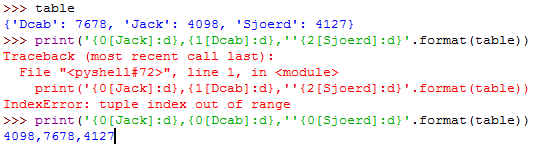 >>> table
{'Dcab': 7678, 'Jack': 4098, 'Sjoerd': 4127}
>>> print('{0[Jack]:d},{1[Dcab]:d},''{2[Sjoerd]:d}'.format(table))
Traceback (most recent call last):
  File "<pyshell#72>", line 1, in <module>
    print('{0[Jack]:d},{1[Dcab]:d},''{2[Sjoerd]:d}'.format(table))
IndexError: tuple index out of range
>>> print('{0[Jack]:d},{0[Dcab]:d},''{0[Sjoerd]:d}'.format(table))
4098,7678,4127